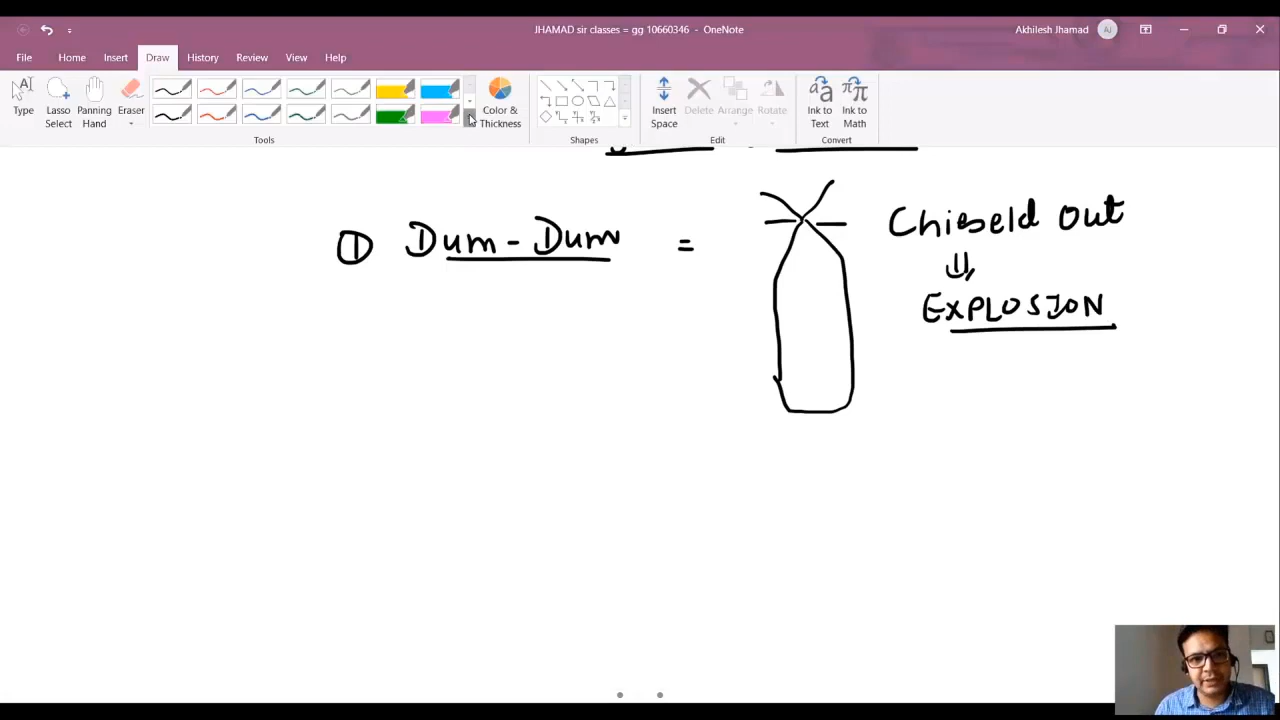 JHAMAD sir classes = gg 10660346 - OneNote
Akhilesh Jhamad AJ
File Home Insert Draw History Review View Help
Type
Lasso Select
Panning Hand
Eraser
Color & Thickness
Insert Space
Delete
Arrange
Rotate
Ink to Text
Ink to Math
Tools
Shapes
Edit
Convert
① Dum - Dum =
Chieseld Out
⇓
EXPLOSION